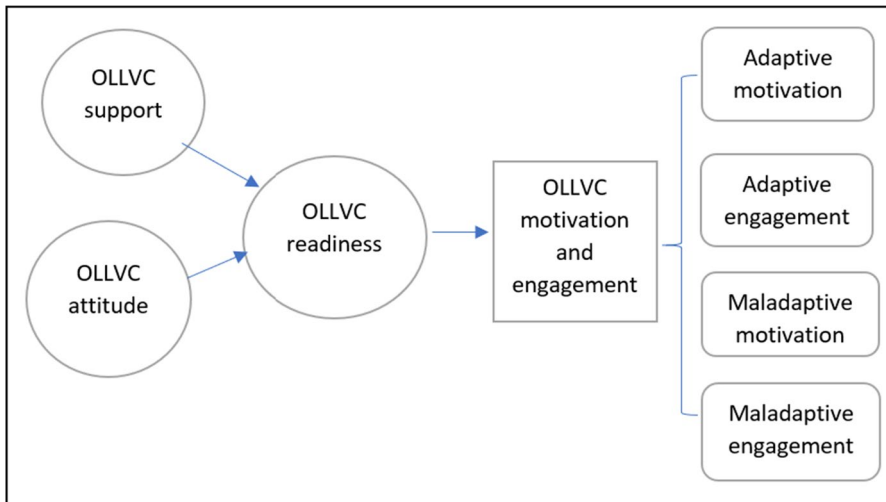 OLLVC
support
OLLVC
attitude
OLLVC
readiness
OLLVC
motivation
and
engagement
Adaptive
motivation
Adaptive
engagement
Maladaptive
motivation
Maladaptive
engagement